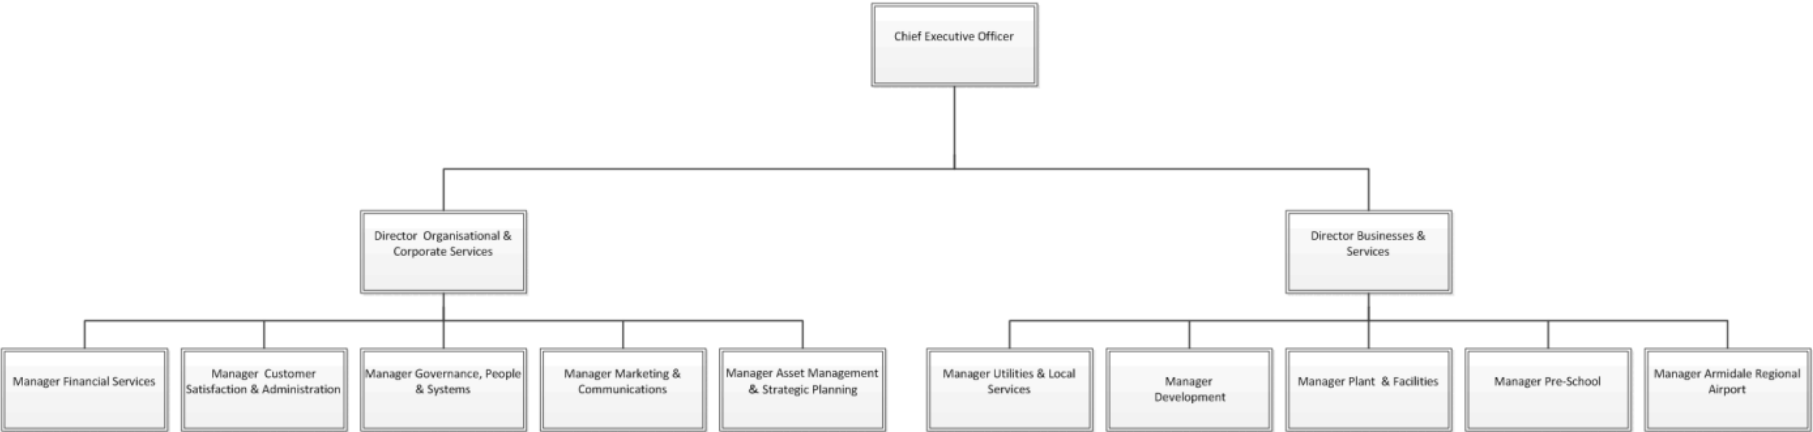 Chief Executive Officer
Director Organisational &
Corporate Services
Director Businesses &
Services
Manager Financial Services
Manager Customer
Satisfaction & Administration
Manager Governance, People
& Systems
Manager Marketing &
Communications
Manager Asset Management
& Strategic Planning
Manager Utilities & Local
Services
Manager
Development
Manager Plant & Facilities
Manager Pre-School
Manager Armidale Regional
Airport